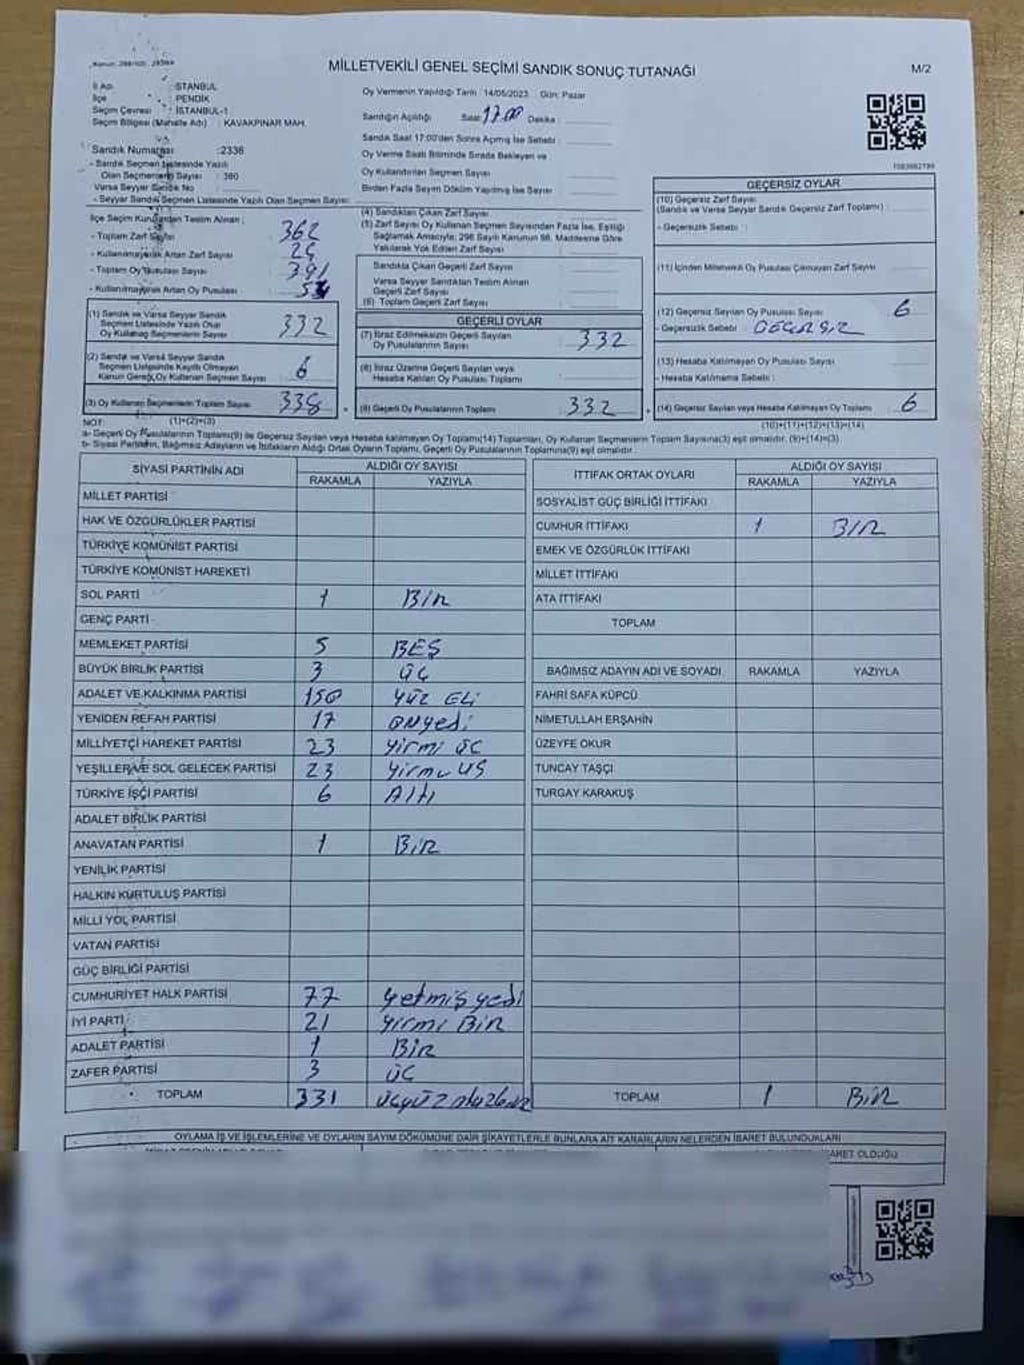 MİLLETVEKİLİ GENEL SEÇİMİ SANDIK SONUÇ TUTANAĞI
M/2
İl Adı : İSTANBUL
İlçe : PENDİK
Seçim Çevresi : İSTANBUL-1
Seçim Bölgesi (Mahalle Adı) : KAVAKPINAR MAH.
Sandık Numarası :2336
- Sandık Seçmen Listesinde Yazılı
Olan Seçmenlerin Sayısı : 360
Varsa Seyyar Sandık No
- Seyyar Sandık Seçmen Listesinde Yazılı Olan Seçmen Sayısı:
Oy Vermenin Yapıldığı Tarih : 14/05/2023 Gün: Pazar
Sandığın Açıldığı Saat 17.00 Dakika :
Sandık Saat 17:00'den Sonra Açılmış İse Sebebi :
Oy Verme Saati Bitiminde Sırada Bekleyen ve
Oy Kullandırılan Seçmen Sayısı
Birden Fazla Sayım Döküm Yapılmış İse Sayısı
İlçe Seçim Kurulundan Teslim Alınan ;
- Toplam Zarf Sayısı 362
- Kullanılmayarak Artan Zarf Sayısı 24
- Toplam Oy Pusulası Sayısı 391
- Kullanılmayarak Artan Oy Pusulası
(1) Sandık ve Varsa Seyyar Sandık
Seçmen Listesinde Yazılı Olup
Oy Kullanan Seçmenlerin Sayısı 332
(2) Sandık ve Varsa Seyyar Sandık
Seçmen Listesinde Kayıtlı Olmayan
Kanun Gereği Oy Kullanan Seçmen Sayısı 6
(3) Oy Kullanan Seçmenlerin Toplam Sayısı 338
(1)+(2)=(3)
(4) Sandıktan Çıkan Zarf Sayısı
(5) Zarf Sayısı Oy Kullanan Seçmen Sayısından Fazla İse, Eşitliği
Sağlamak Amacıyla; 298 Sayılı Kanunun 98. Maddesine Göre
Yakılarak Yok Edilen Zarf Sayısı
Sandıkta Çıkan Geçerli Zarf Sayısı
Varsa Seyyar Sandıktan Teslim Alınan
Geçerli Zarf Sayısı
(6) Toplam Geçerli Zarf Sayısı
GEÇERLİ OYLAR
(7) İtiraz Edilmeksizin Geçerli Sayılan
Oy Pusulalarının Sayısı 332
(8) İtiraz Üzerine Geçerli Sayılan veya
Hesaba Katılan Oy Pusulası Toplamı
(9) Geçerli Oy Pusulalarının Toplamı 332
GEÇERSİZ OYLAR
(10) Geçersiz Zarf Sayısı
(Sandık ve Varsa Seyyar Sandık Geçersiz Zarf Toplamı)
- Geçersizlik Sebebi :
(11) İçinden Milletvekili Oy Pusulası Çıkmayan Zarf Sayısı
(12) Geçersiz Sayılan Oy Pusulası Sayısı 6
- Geçersizlik Sebebi GEÇERSİZ
(13) Hesaba Katılmayan Oy Pusulası Sayısı
- Hesaba Katılmama Sebebi :
(14) Geçersiz Sayılan veya Hesaba Katılmayan Oy Toplamı 6
(10)+(11)+(12)+(13)=(14)
NOT:
a- Geçerli Oy Pusulalarının Toplamı(9) ile Geçersiz Sayılan veya Hesaba katılmayan Oy Toplamı(14) Toplamları, Oy Kullanan Seçmenlerin Toplam Sayısına(3) eşit olmalıdır. (9)+(14)=(3)
b- Siyasi Partilerin, Bağımsız Adayların ve İttifakların Aldığı Ortak Oyların Toplamı, Geçerli Oy Pusulalarının Toplamına(9) eşit olmalıdır .
SİYASİ PARTİNİN ADI ALDIĞI OY SAYISI
RAKAMLA YAZIYLA
MİLLET PARTİSİ
HAK VE ÖZGÜRLÜKLER PARTİSİ
TÜRKİYE KOMÜNİST PARTİSİ
TÜRKİYE KOMÜNİST HAREKETİ
SOL PARTİ 1 BİR
GENÇ PARTİ
MEMLEKET PARTİSİ 5 BEŞ
BÜYÜK BİRLİK PARTİSİ 3 ÜÇ
ADALET VE KALKINMA PARTİSİ 150 YÜZ ELİ
YENİDEN REFAH PARTİSİ 17 ONyedi
MİLLİYETÇİ HAREKET PARTİSİ 23 yirmi ÜÇ
YEŞİLLER VE SOL GELECEK PARTİSİ 23 yirmi ÜÇ
TÜRKİYE İŞÇİ PARTİSİ 6 Altı
ADALET BİRLİK PARTİSİ
ANAVATAN PARTİSİ 1 BİR
YENİLİK PARTİSİ
HALKIN KURTULUŞ PARTİSİ
MİLLİ YOL PARTİSİ
VATAN PARTİSİ
GÜÇ BİRLİĞİ PARTİSİ
CUMHURİYET HALK PARTİSİ 77 yetmiş yedi
İYİ PARTİ 21 yirmi BİR
ADALET PARTİSİ 1 BİR
ZAFER PARTİSİ 3 ÜÇ
TOPLAM 331
İTTİFAK ORTAK OYLARI ALDIĞI OY SAYISI
RAKAMLA YAZIYLA
SOSYALİST GÜÇ BİRLİĞİ İTTİFAKI
CUMHUR İTTİFAKI 1 BİR
EMEK VE ÖZGÜRLÜK İTTİFAKI
MİLLET İTTİFAKI
ATA İTTİFAKI
TOPLAM
BAĞIMSIZ ADAYIN ADI VE SOYADI RAKAMLA YAZIYLA
FAHRİ SAFA KÜPCÜ
NİMETULLAH ERŞAHİN
ÜZEYFE OKUR
TUNCAY TAŞÇI
TURGAY KARAKUŞ
TOPLAM 1 BİR
OYLAMA İŞ VE İŞLEMLERİNE VE OYLARIN SAYIM DÖKÜMÜNE DAİR ŞİKAYETLERLE BUNLARA AİT KARARLARIN NELERDEN İBARET BULUNDUKLARI